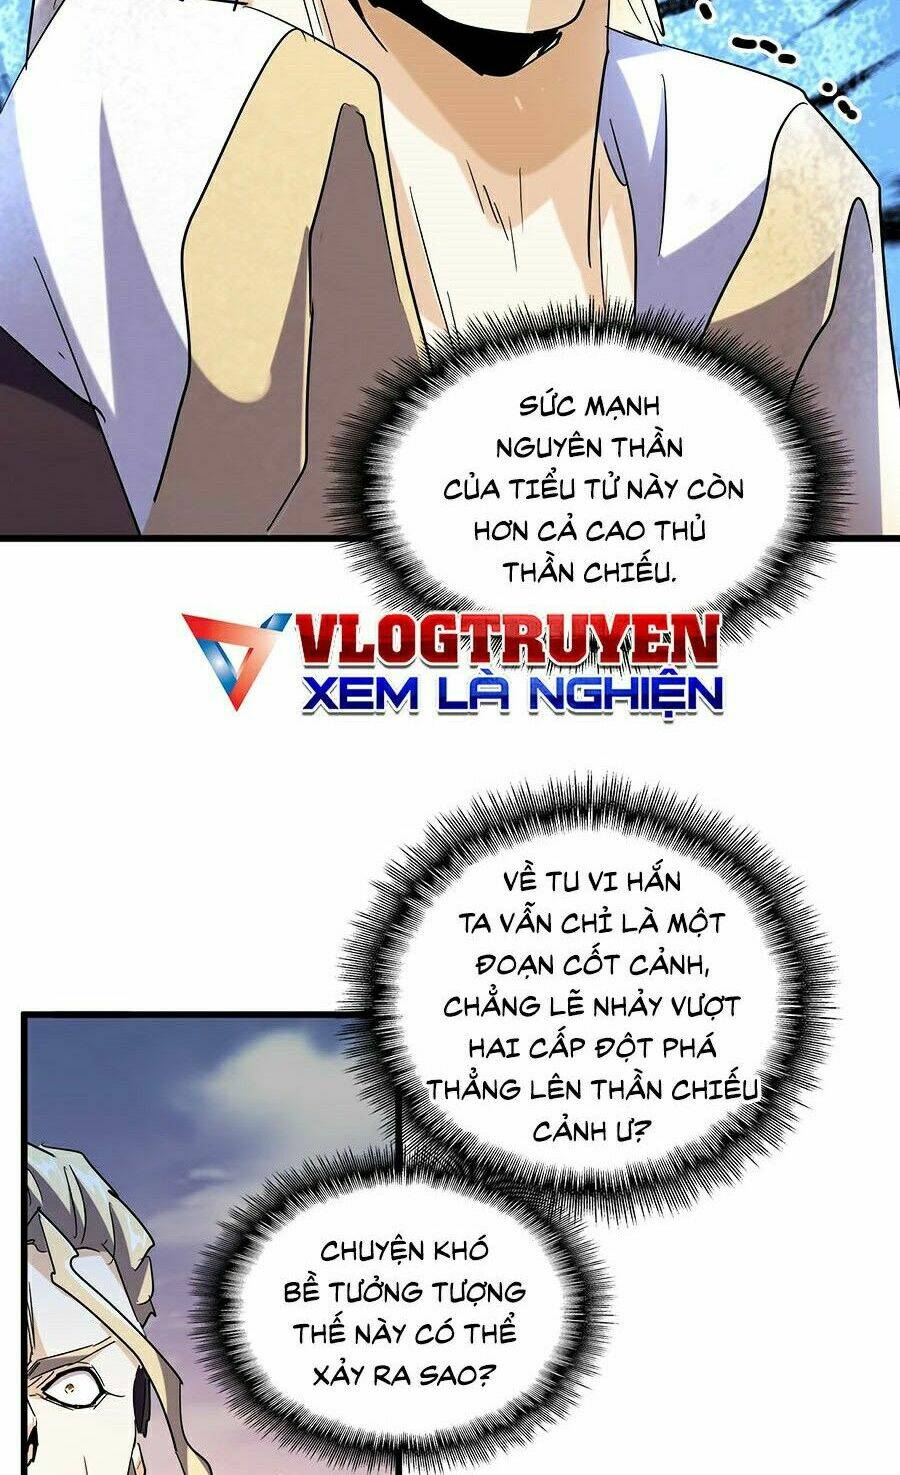 SỨC MẠNH
NGUYÊN THẦN
CỦA TIỂU TỬ NÀY CÒN
HƠN CẢ CAO THỦ
THẦN CHIẾU.
VLOGTRUYEN
XEM LÀ NGHIỆN
VỀ TU VI HẮN
TA VẪN CHỈ LÀ MỘT
ĐOẠN CỐT CẢNH,
CHẲNG LẼ NHẢY VƯỢT
HAI CẤP ĐỘT PHÁ
THẲNG LÊN THẦN CHIẾU
CẢNH Ư?
CHUYỆN KHÓ
BỀ TƯỞNG TƯỢNG
THẾ NÀY CÓ THỂ
XẢY RA SAO?